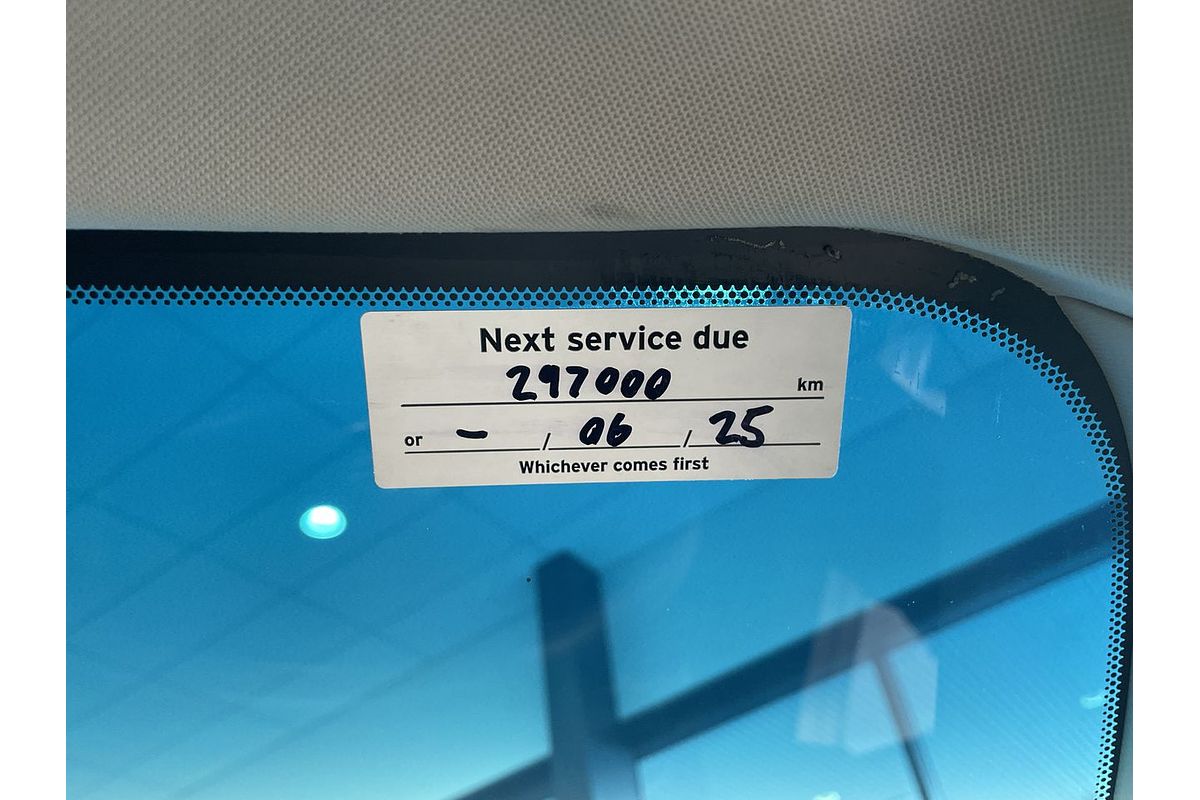 Next service due
297000 km
or - / 06 / 25
Whichever comes first